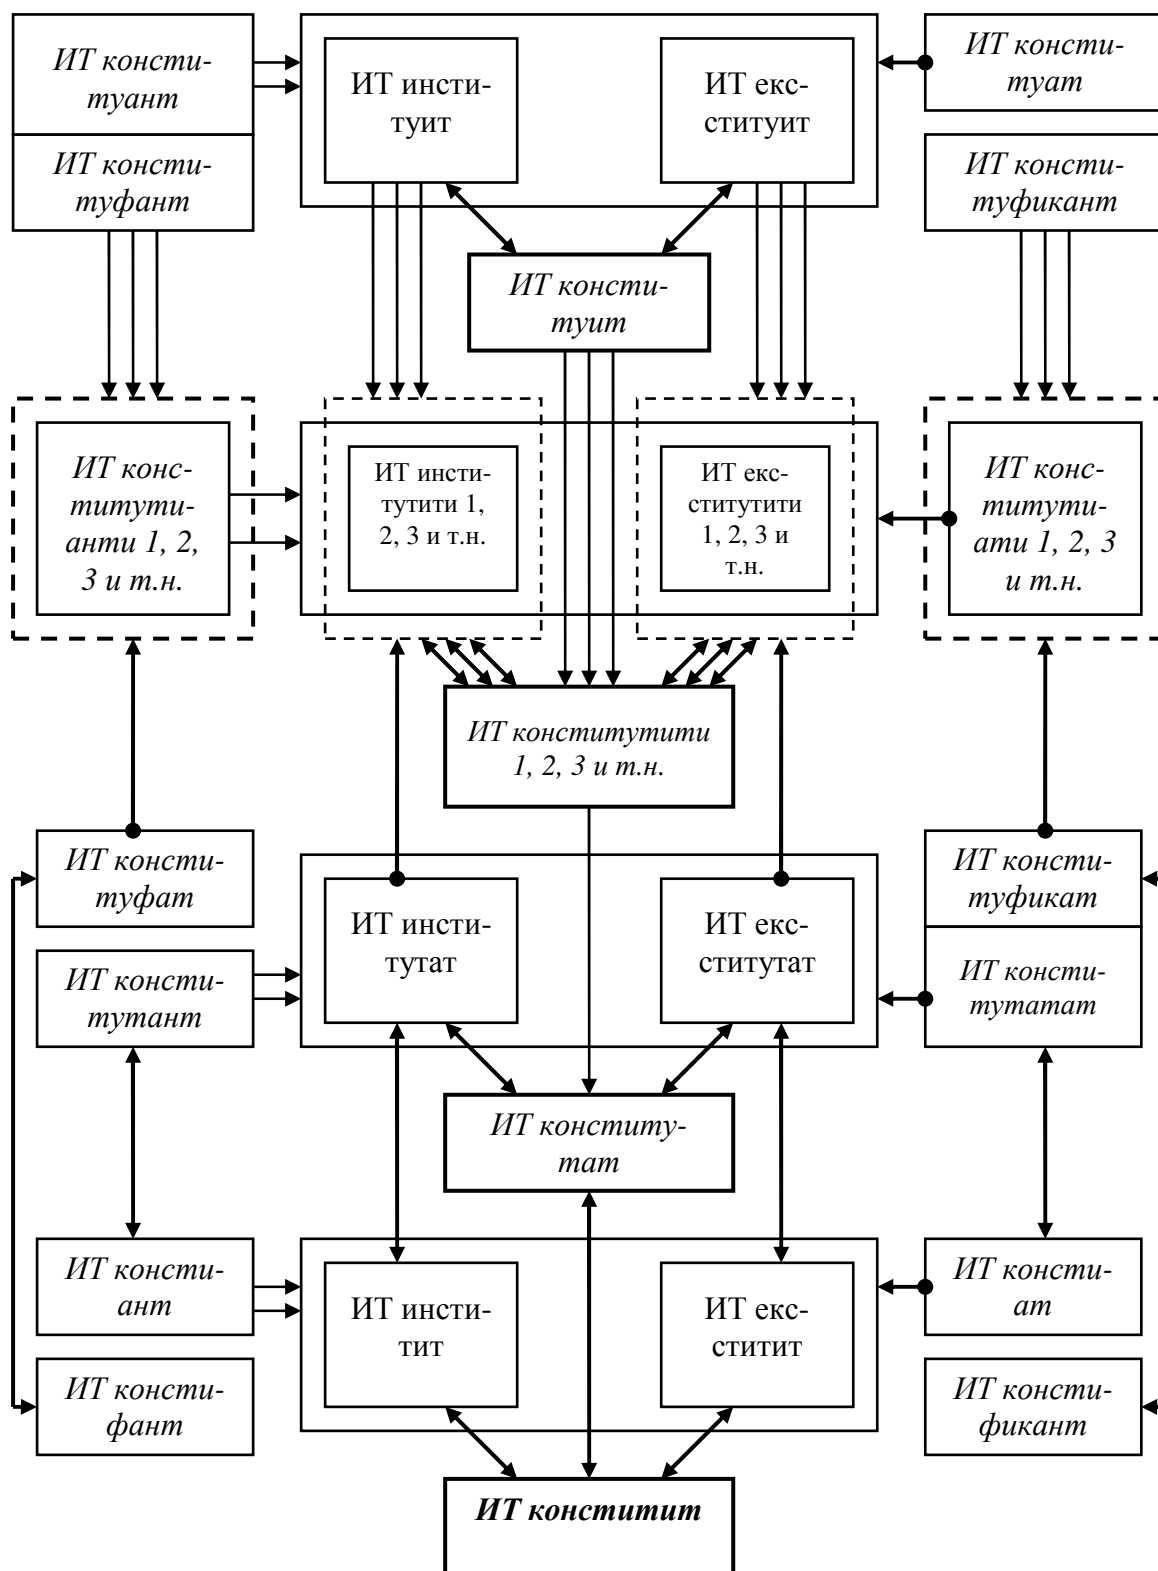 ИТ консти-
туант
ИТ инсти-
туит
ИТ екс-
ституит
ИТ консти-
туат
ИТ консти-
туфант
ИТ консти-
туфикант
ИТ консти-
туит
ИТ конс-
титути-
анти 1, 2,
3 и т.н.
ИТ инсти-
тутити 1,
2, 3 и т.н.
ИТ екс-
ститутити
1, 2, 3 и
т.н.
ИТ конс-
титути-
ати 1, 2, 3
и т.н.
ИТ конститутити
1, 2, 3 и т.н.
ИТ консти-
туфат
ИТ инсти-
тутат
ИТ екс-
ститутат
ИТ консти-
туфикат
ИТ консти-
тутант
ИТ консти-
тутатат
ИТ конститу-
тат
ИТ консти-
ант
ИТ инсти-
тит
ИТ екс-
ститит
ИТ консти-
ат
ИТ консти-
фант
ИТ консти-
фикант
ИТ конститит